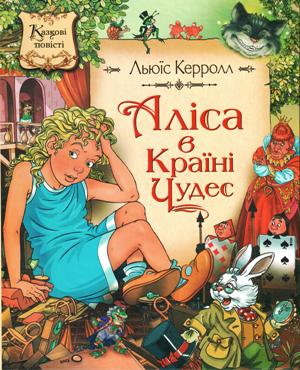 Казкові
повісті
Льюїс Керролл
Аліса
в
Країні
Чудес